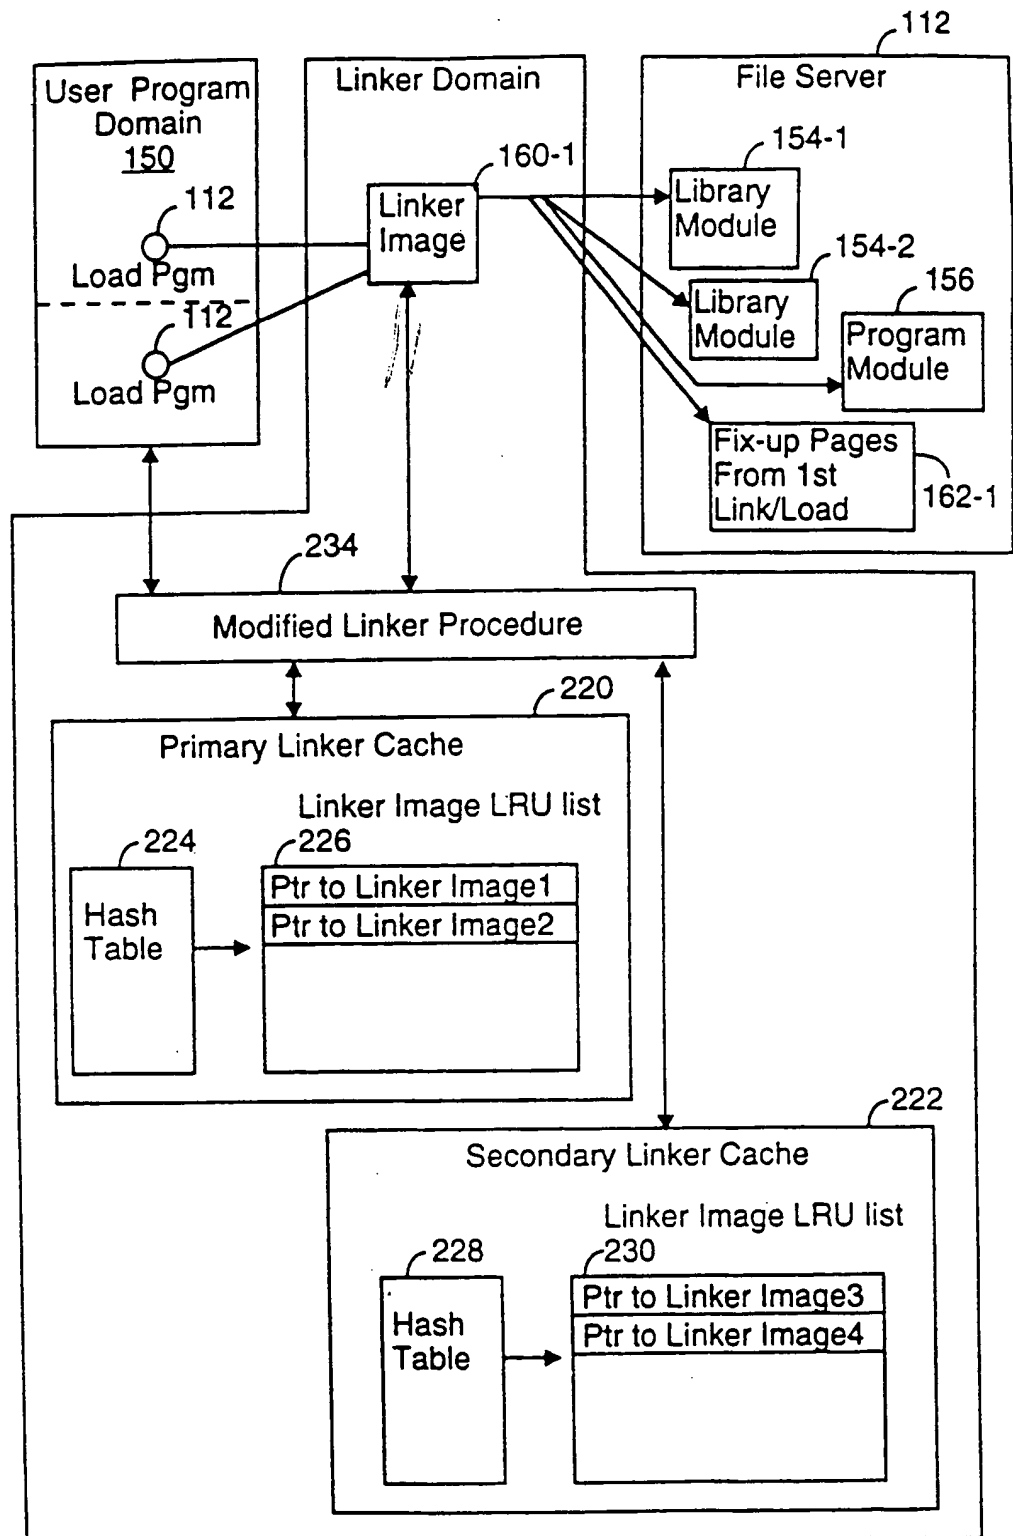 112
User Program
Domain
150
Linker Domain
File Server
160-1
154-1
112
Linker
Image
Library
Module
Load Pgm
154-2
156
112
Library
Module
Program
Module
Load Pgm
Fix-up Pages
From 1st
Link/Load
162-1
234
Modified Linker Procedure
220
Primary Linker Cache
Linker Image LRU list
224
226
Hash
Table
Ptr to Linker Image1
Ptr to Linker Image2
222
Secondary Linker Cache
Linker Image LRU list
228
230
Hash
Table
Ptr to Linker Image3
Ptr to Linker Image4